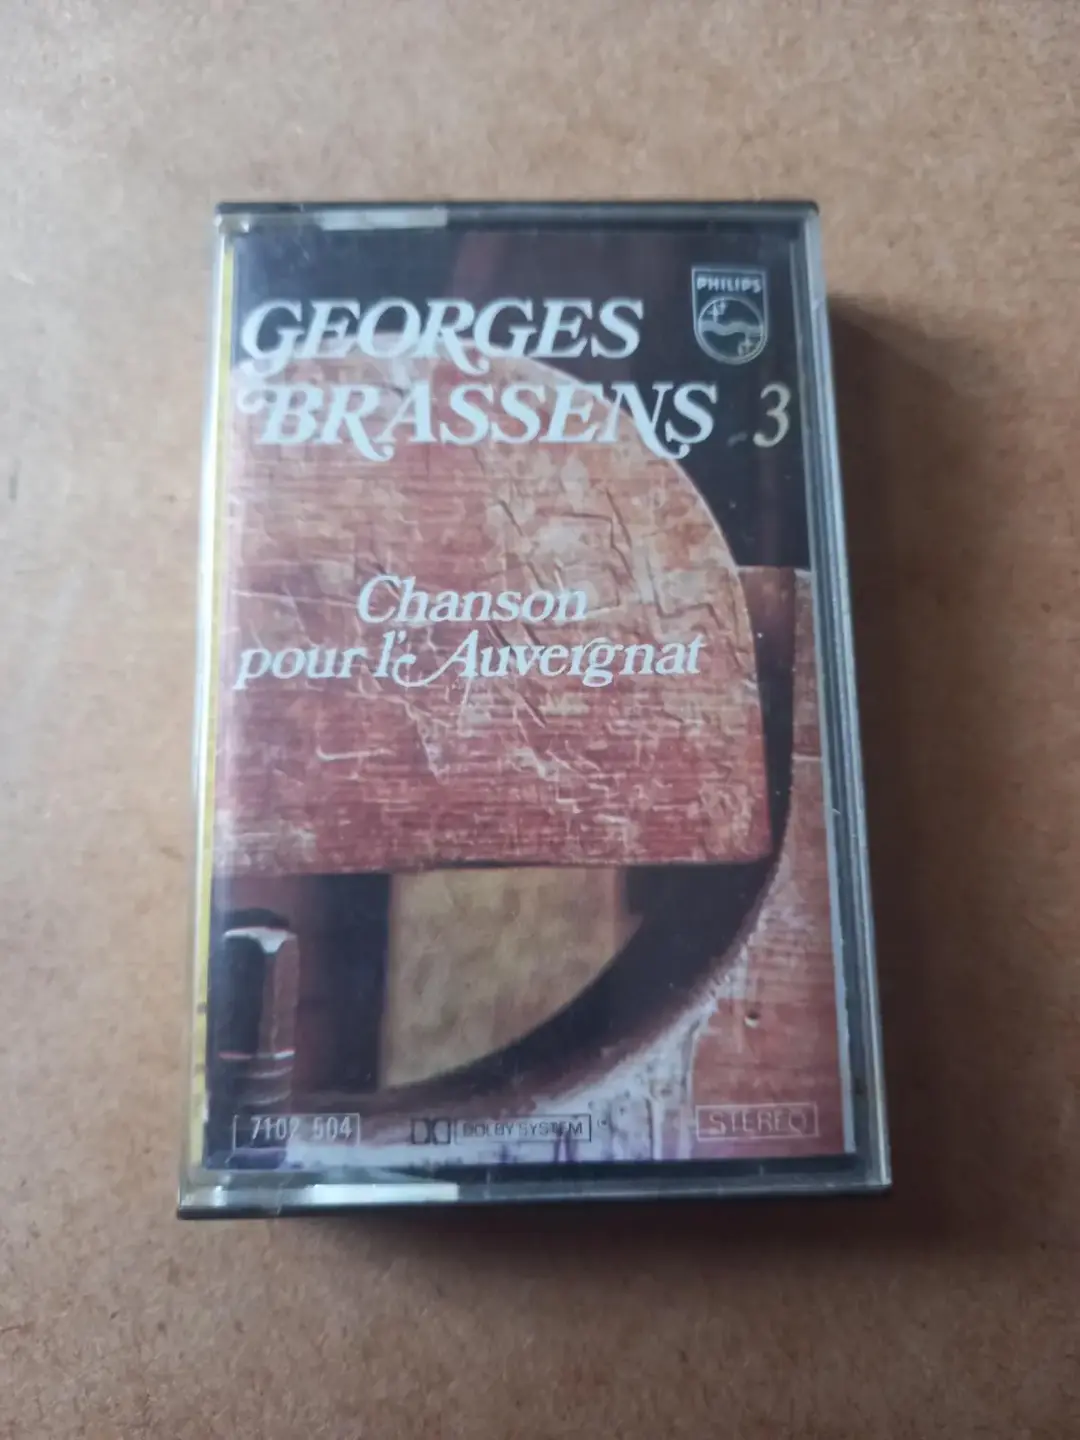 PHILIPS
GEORGES
BRASSENS 3
Chanson
pour l'Auvergnat
7102 504
DOLBY SYSTEM
STEREO